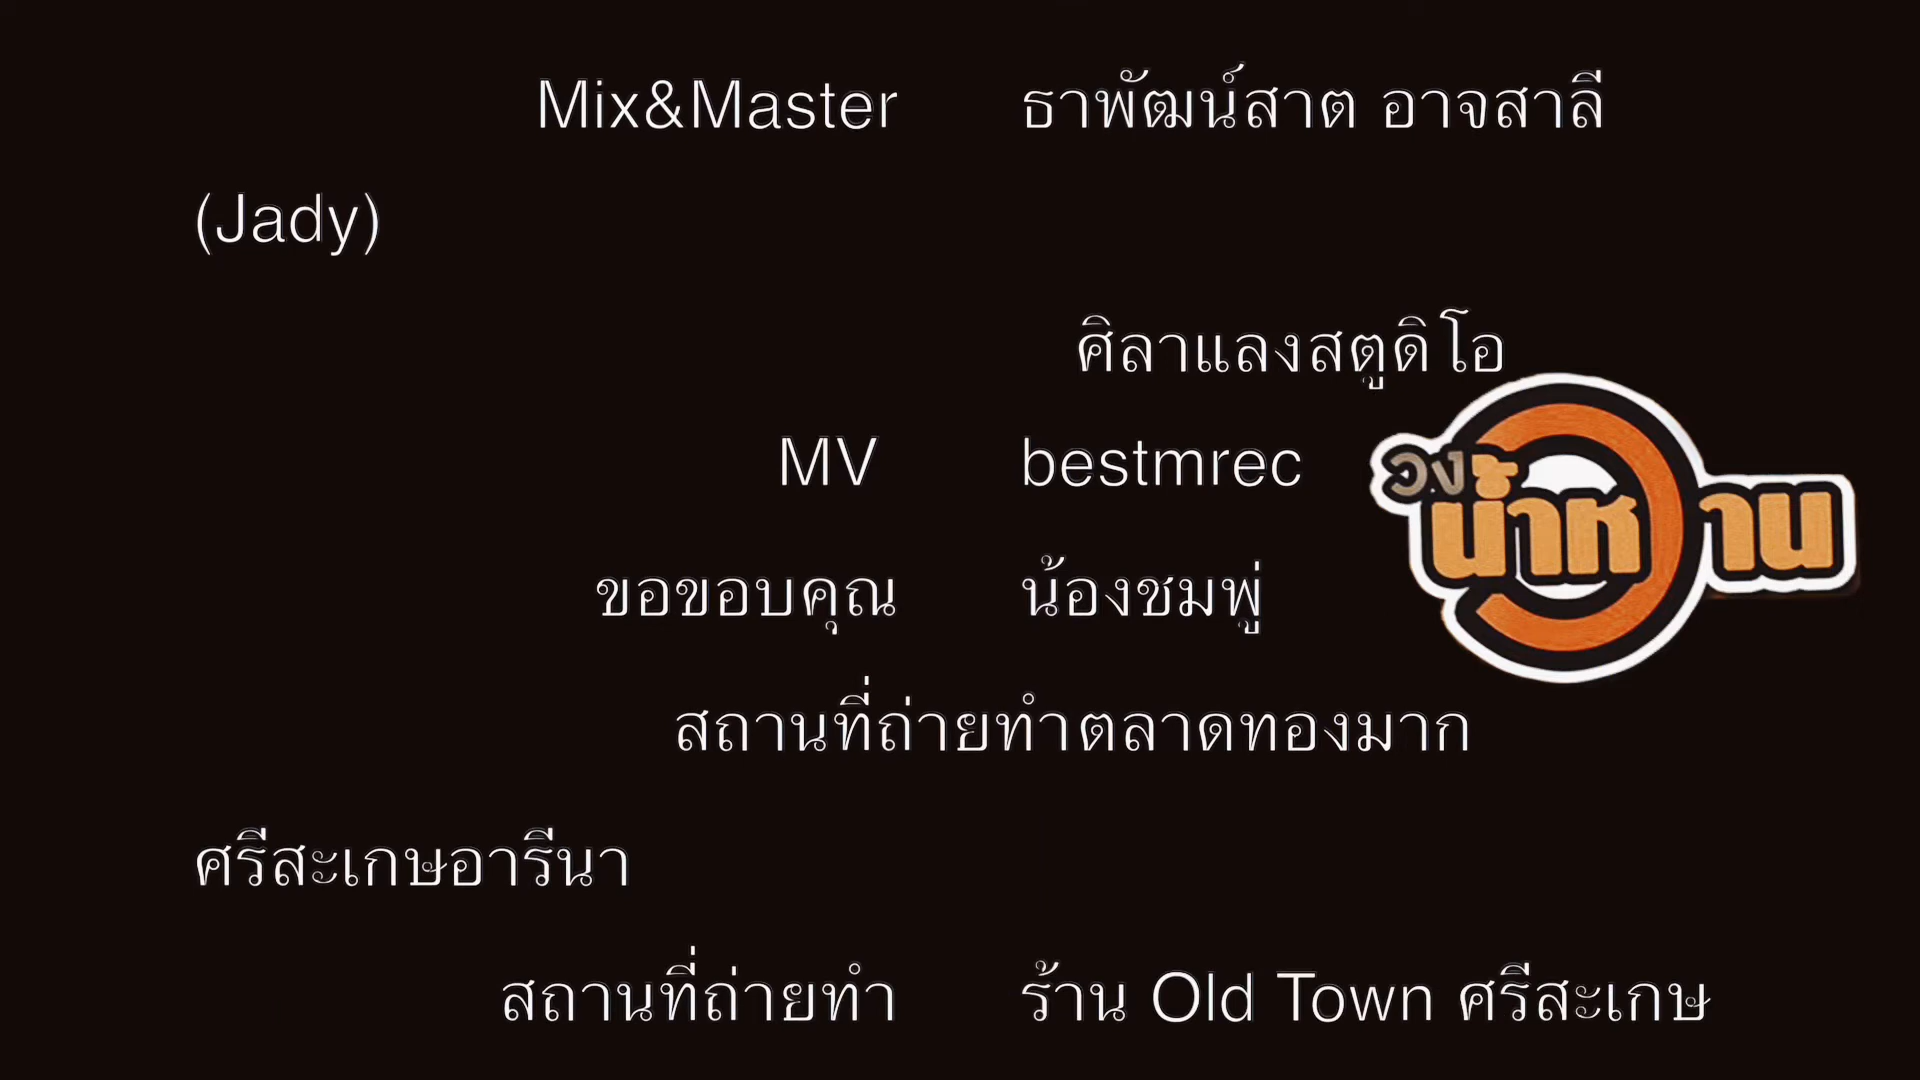 Mix&Master ธาพัฒน์สาต อาจสาลี
(Jady)
ศิลาแลงสตูดิโอ
MV bestmrec
ขอขอบคุณ น้องชมพู่
สถานที่ถ่ายทำตลาดทองมาก
ศรีสะเกษอารีนา
สถานที่ถ่ายทำ ร้าน Old Town ศรีสะเกษ
วง
น้ำหวาน